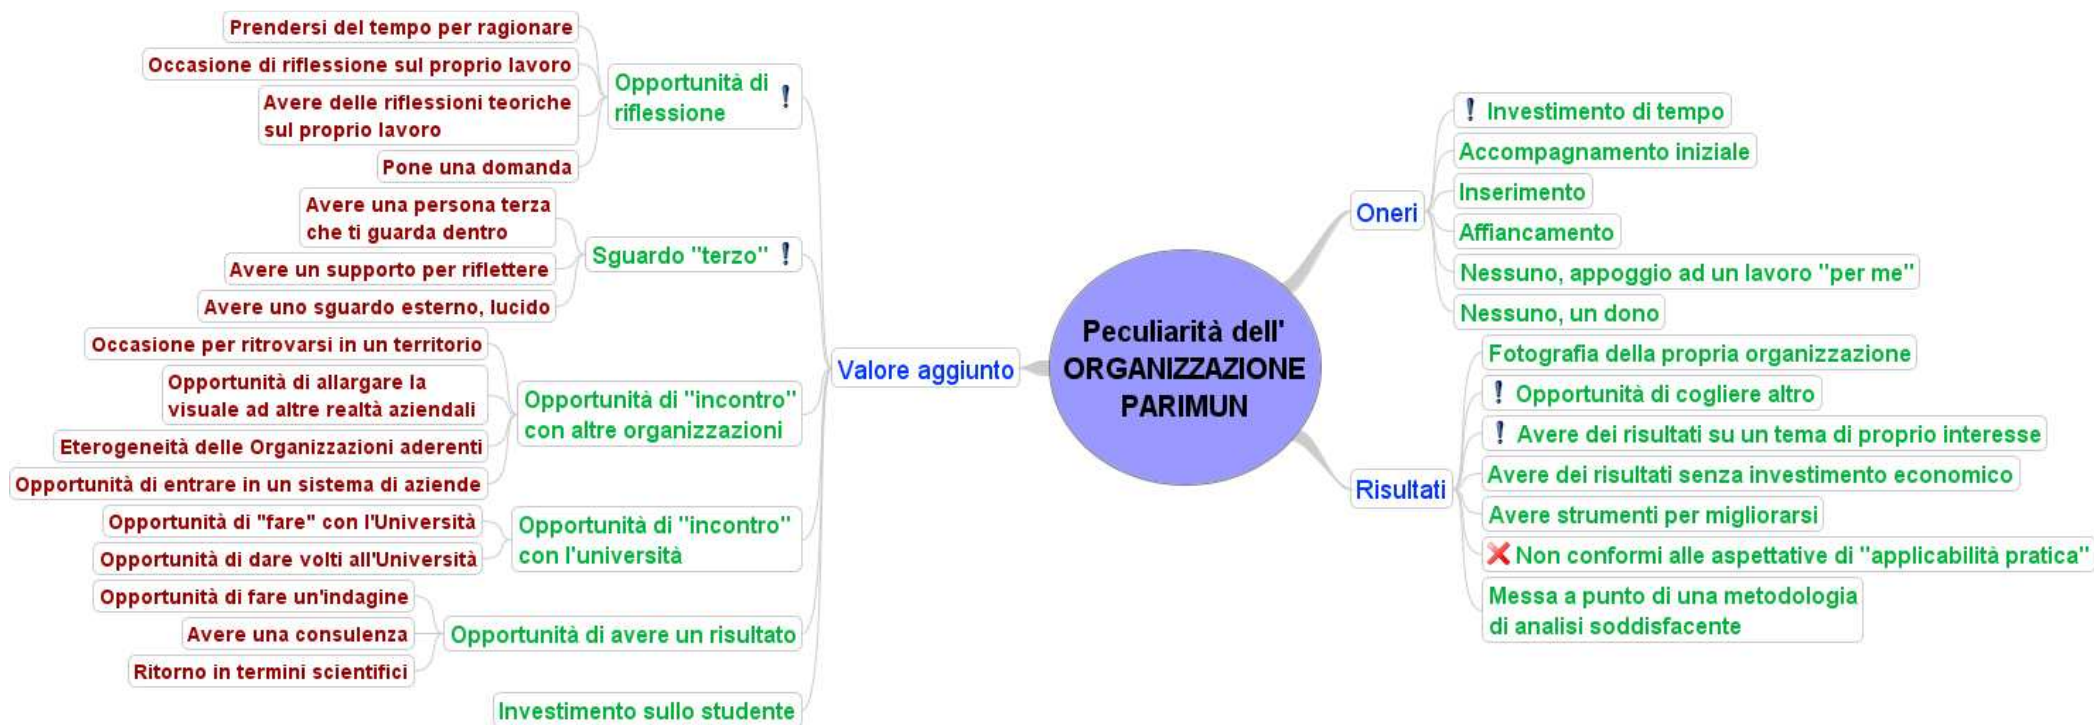 Prendersi del tempo per ragionare
Occasione di riflessione sul proprio lavoro
Avere delle riflessioni teoriche
sul proprio lavoro
Pone una domanda
Opportunità di
riflessione
Avere una persona terza
che ti guarda dentro
Avere un supporto per riflettere
Avere uno sguardo esterno, lucido
Sguardo "terzo"
Occasione per ritrovarsi in un territorio
Opportunità di allargare la
visuale ad altre realtà aziendali
Eterogeneità delle Organizzazioni aderenti
Opportunità di entrare in un sistema di aziende
Opportunità di "incontro"
con altre organizzazioni
Opportunità di "fare" con l'Università
Opportunità di dare volti all'Università
Opportunità di "incontro"
con l'università
Opportunità di fare un'indagine
Avere una consulenza
Ritorno in termini scientifici
Opportunità di avere un risultato
Investimento sullo studente
Valore aggiunto
Peculiarità dell'
ORGANIZZAZIONE
PARIMUN
Oneri
Investimento di tempo
Accompagnamento iniziale
Inserimento
Affiancamento
Nessuno, appoggio ad un lavoro "per me"
Nessuno, un dono
Risultati
Fotografia della propria organizzazione
Opportunità di cogliere altro
Avere dei risultati su un tema di proprio interesse
Avere dei risultati senza investimento economico
Avere strumenti per migliorarsi
Non conformi alle aspettative di "applicabilità pratica"
Messa a punto di una metodologia
di analisi soddisfacente